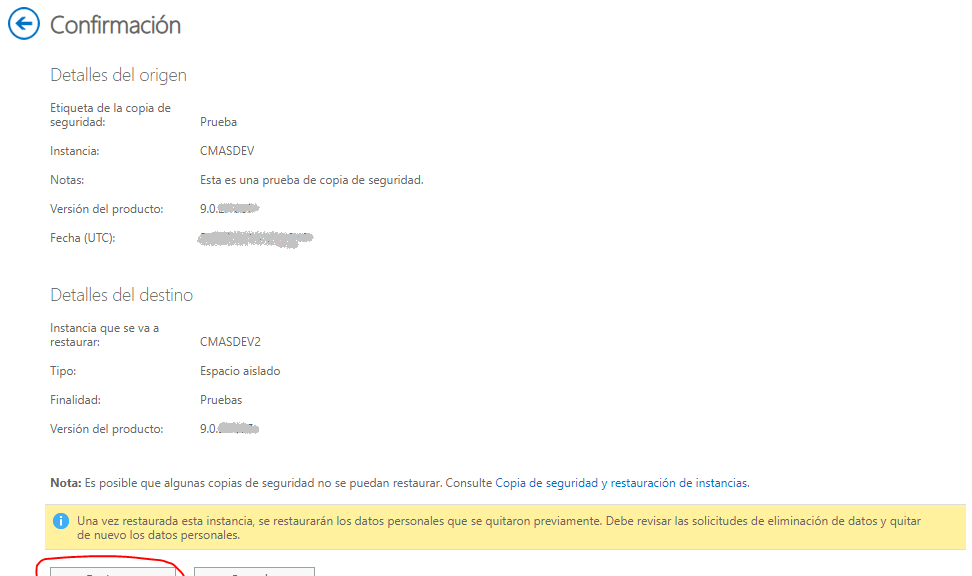 Confirmación
Detalles del origen
Etiqueta de la copia de
seguridad: Prueba
Instancia: CMASDEV
Notas: Esta es una prueba de copia de seguridad.
Versión del producto: 9.0.
Fecha (UTC):
Detalles del destino
Instancia que se va a
restaurar: CMASDEV2
Tipo: Espacio aislado
Finalidad: Pruebas
Versión del producto: 9.0.
Nota: Es posible que algunas copias de seguridad no se puedan restaurar. Consulte Copia de seguridad y restauración de instancias.
Una vez restaurada esta instancia, se restaurarán los datos personales que se quitaron previamente. Debe revisar las solicitudes de eliminación de datos y quitar
de nuevo los datos personales.